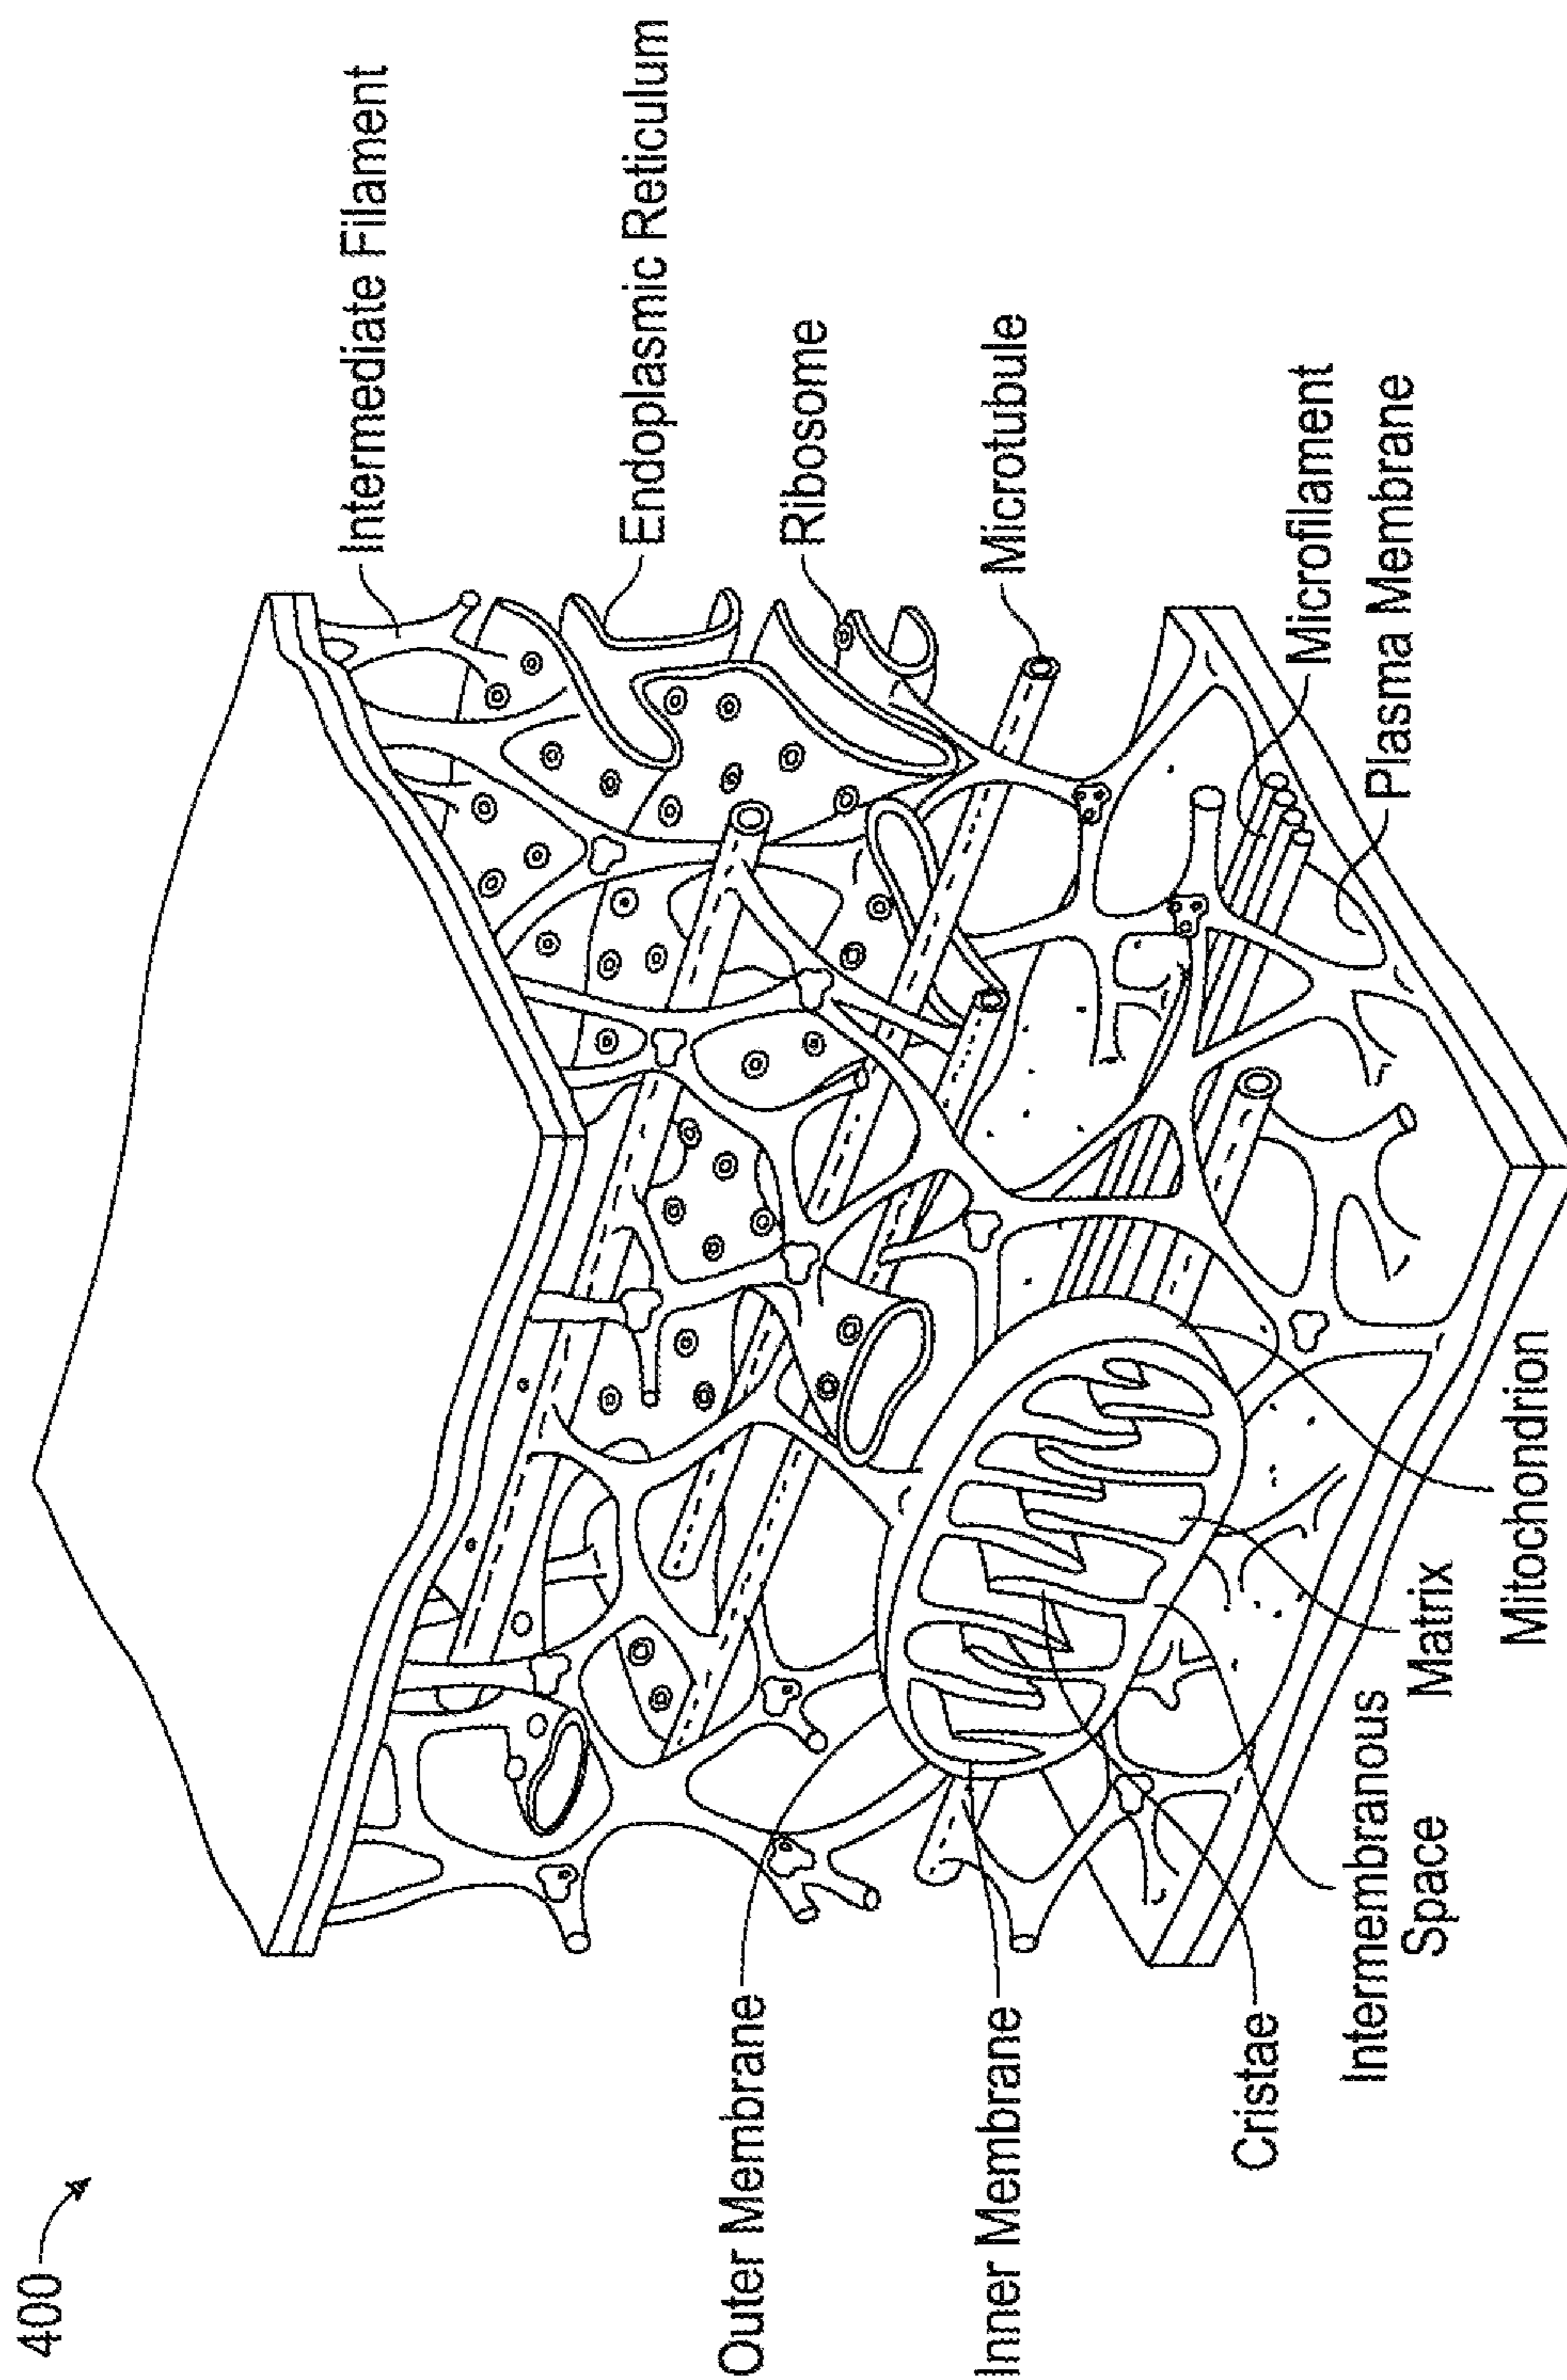 400
Intermediate Filament
Endoplasmic Reticulum
Ribosome
Microtubule
Microfilament
Plasma Membrane
Outer Membrane
Inner Membrane
Cristae
Intermembranous
Space
Matrix
Mitochondrion